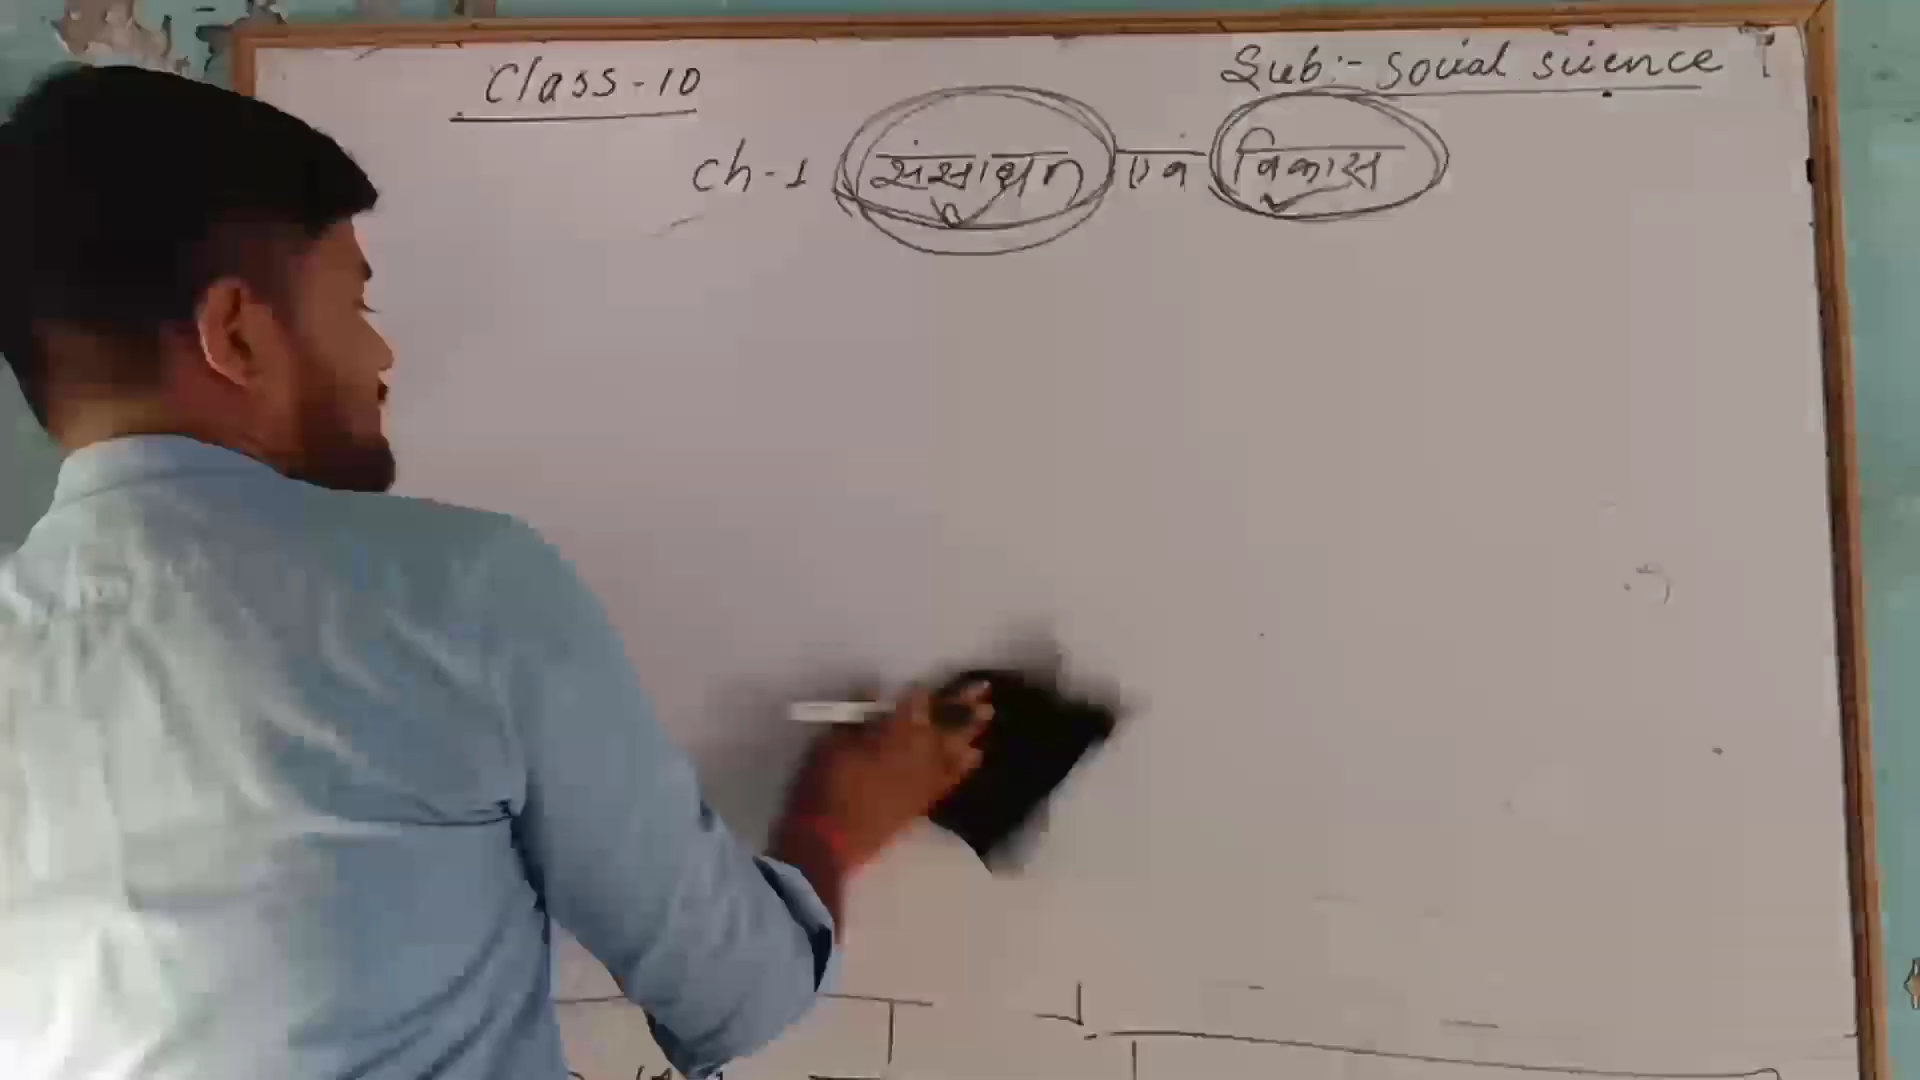 Class-10
Sub:- Social science
ch-1 संसाधन एवं विकास